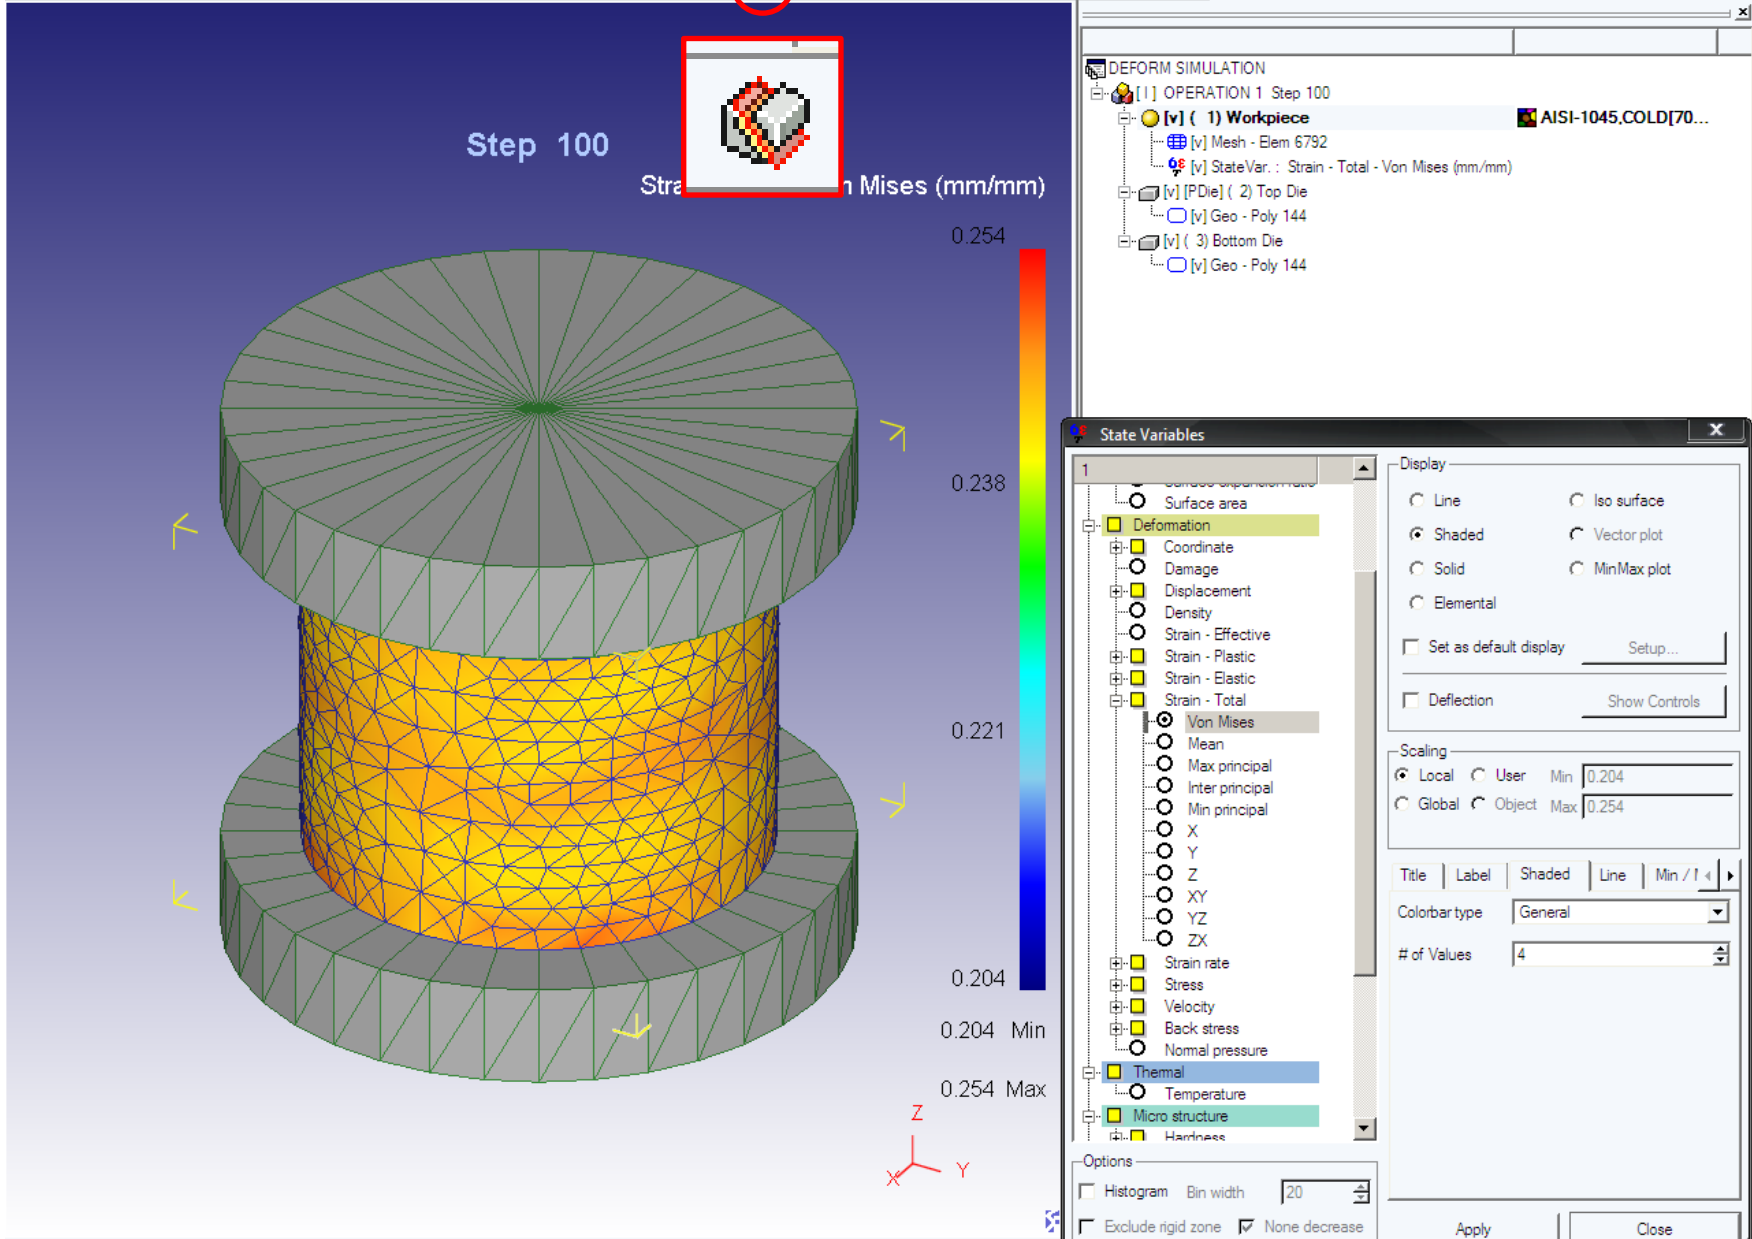 Step 100
Stra
n Mises (mm/mm)
0.254
0.238
0.221
0.204
0.204 Min
0.254 Max
Z
X
Y
DEFORM SIMULATION
[ I ] OPERATION 1 Step 100
[v] ( 1) Workpiece
AISI-1045,COLD[70...
[v] Mesh - Elem 6792
[v] StateVar. : Strain - Total - Von Mises (mm/mm)
[v] [PDie] ( 2) Top Die
[v] Geo - Poly 144
[v] ( 3) Bottom Die
[v] Geo - Poly 144
State Variables
1
Surface expansion ratio
Surface area
Deformation
Coordinate
Damage
Displacement
Density
Strain - Effective
Strain - Plastic
Strain - Elastic
Strain - Total
Von Mises
Mean
Max principal
Inter principal
Min principal
X
Y
Z
XY
YZ
ZX
Strain rate
Stress
Velocity
Back stress
Normal pressure
Thermal
Temperature
Micro structure
Hardness
Options
Histogram Bin width 20
Exclude rigid zone None decrease
Display
Line Iso surface
Shaded Vector plot
Solid MinMax plot
Elemental
Set as default display Setup...
Deflection Show Controls
Scaling
Local User Min 0.204
Global Object Max 0.254
Title Label Shaded Line Min /
Colorbar type General
# of Values 4
Apply Close